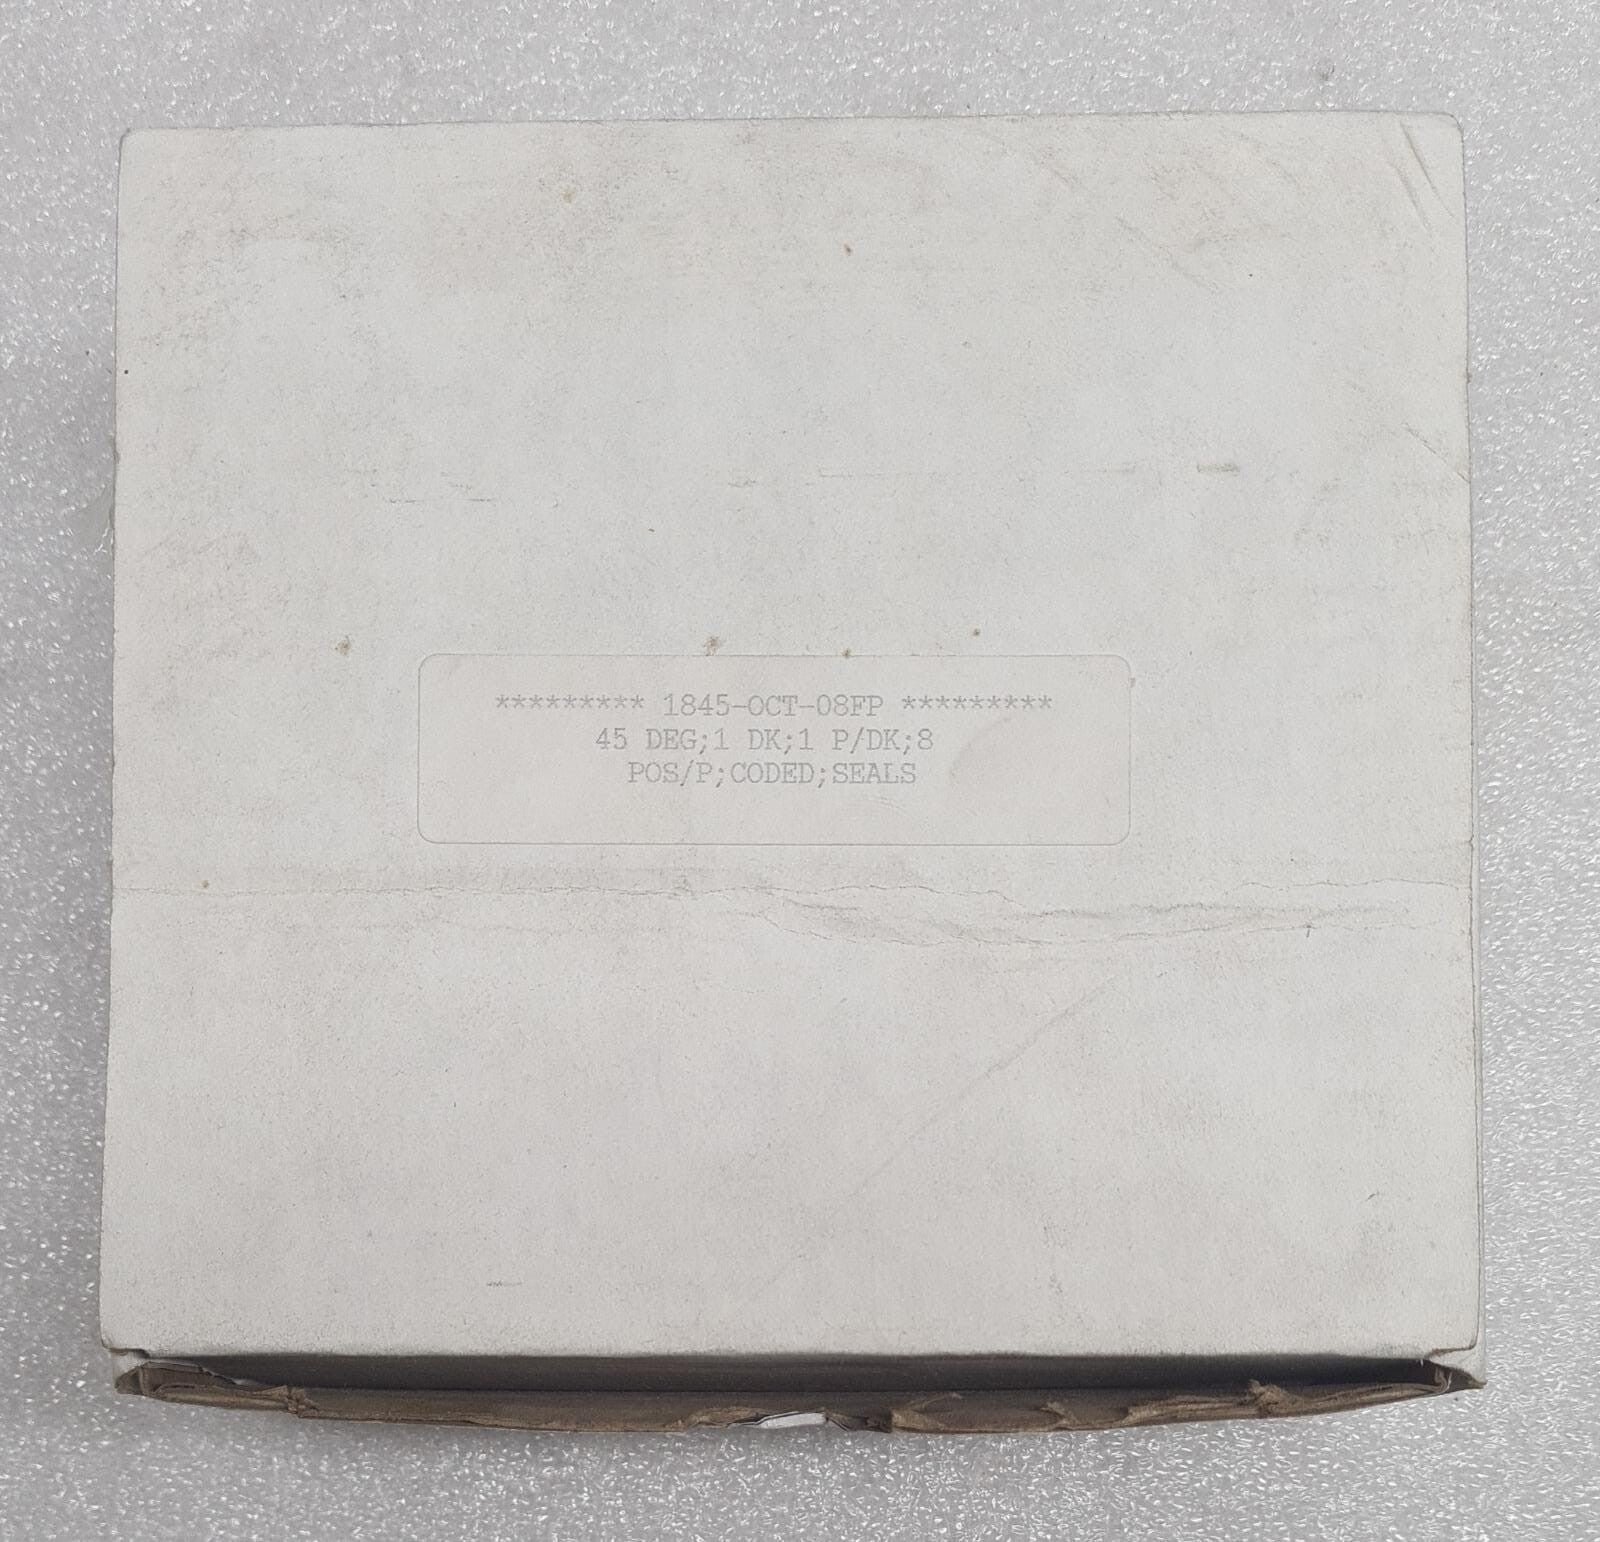 ********* 1845-OCT-08FP *********
45 DEG;1 DK;1 P/DK;8
POS/P;CODED;SEALS